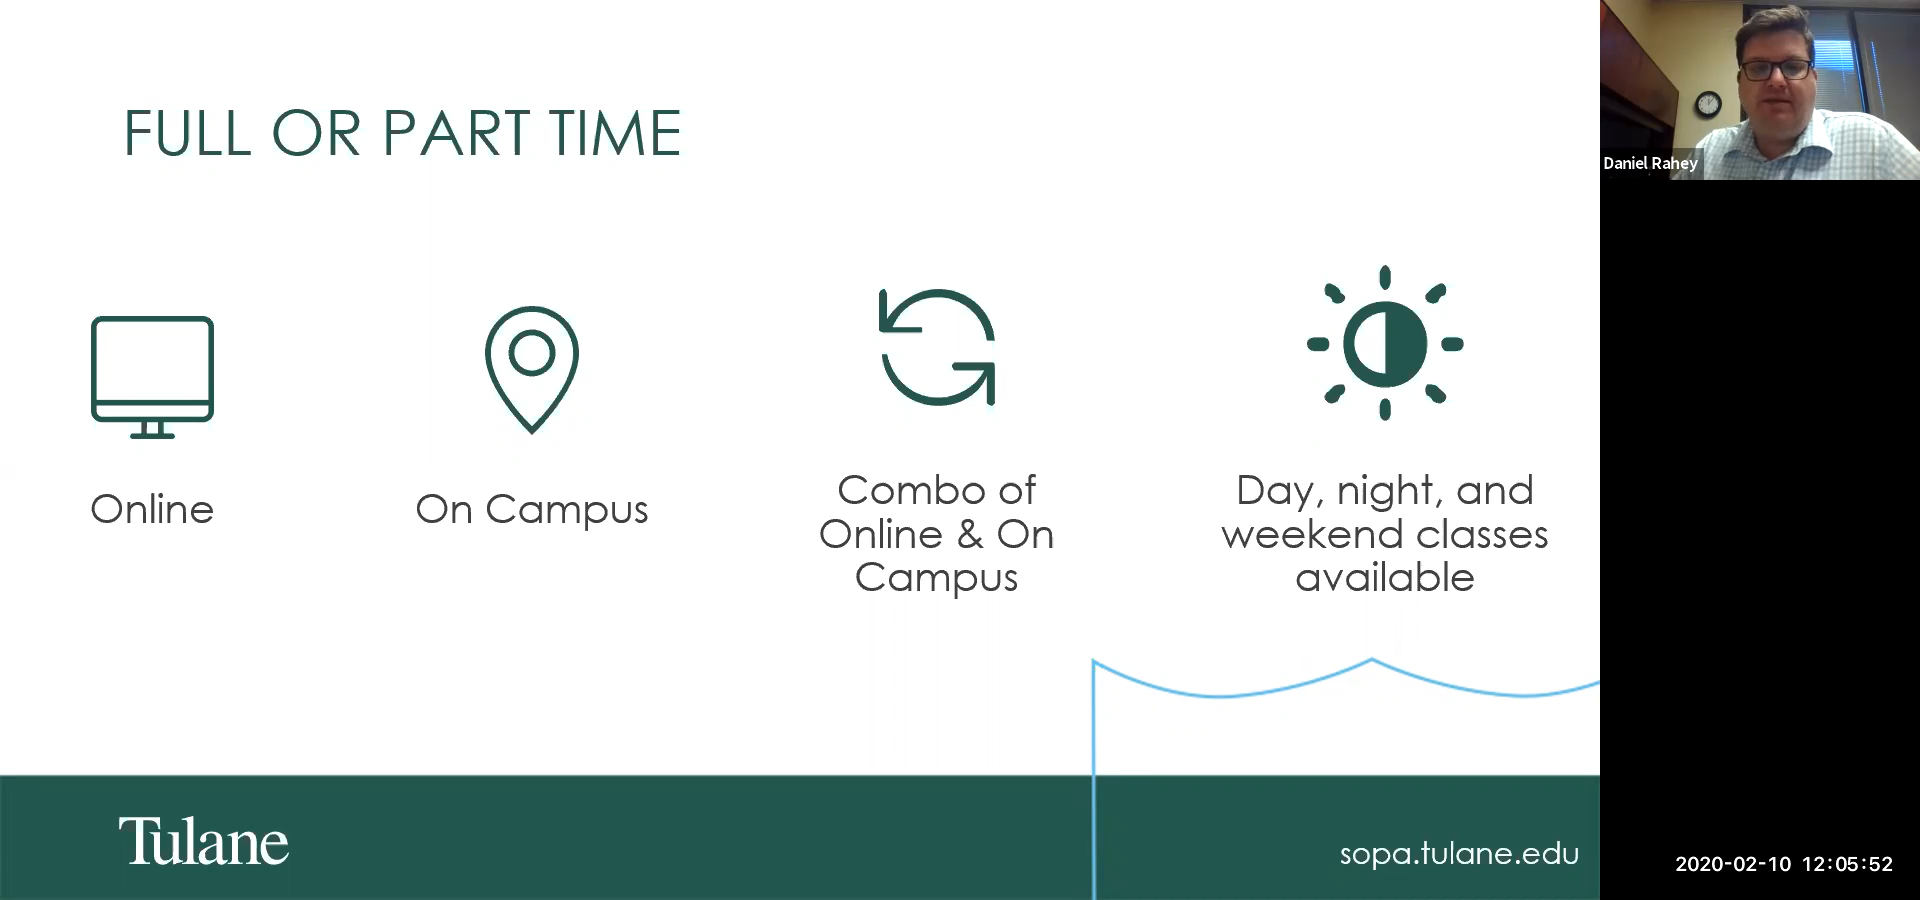 FULL OR PART TIME
Daniel Rahey
Online
On Campus
Combo of
Online & On
Campus
Day, night, and
weekend classes
available
Tulane
sopa.tulane.edu
2020-02-10 12:05:52